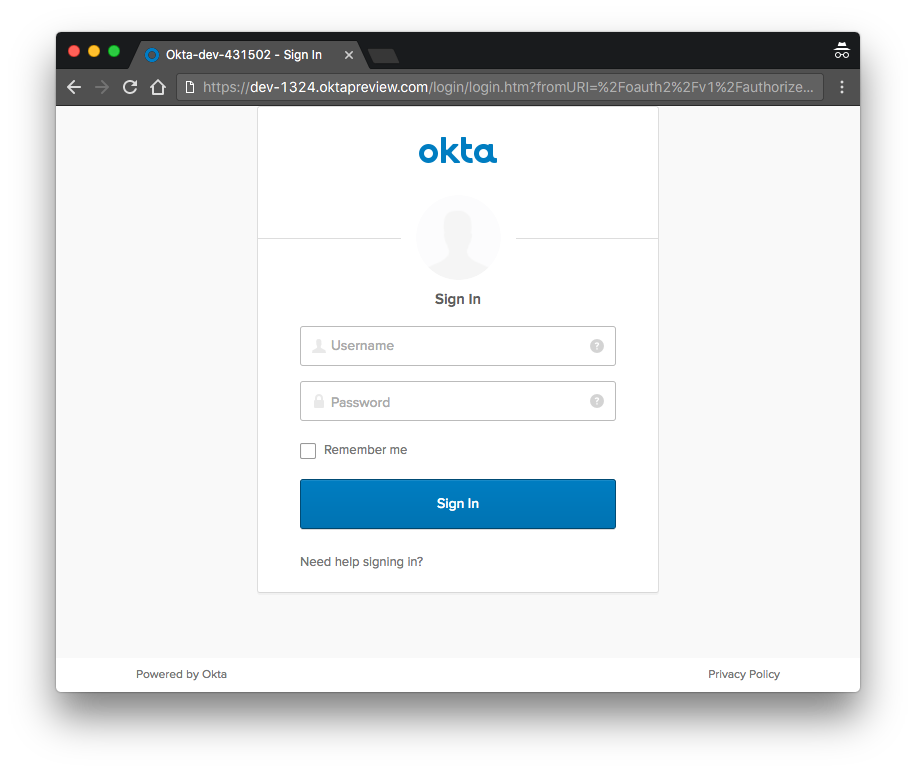 Okta-dev-431502 - Sign In
https://dev-1324.oktapreview.com/login/login.htm?fromURI=%2Foauth2%2Fv1%2Fauthorize...
okta
Sign In
Username
Password
Remember me
Sign In
Need help signing in?
Powered by Okta
Privacy Policy